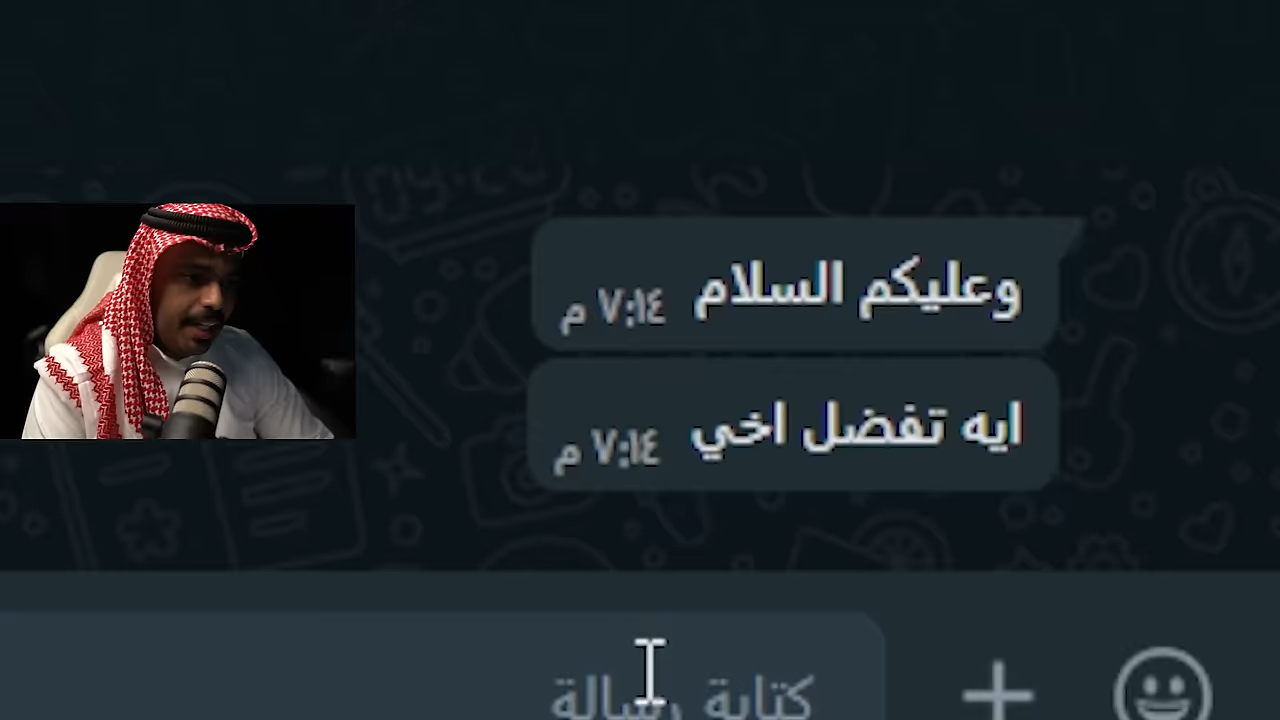 وعليكم السلام ٧:١٤ م
ايه تفضل اخي ٧:١٤ م
كتابة رسالة